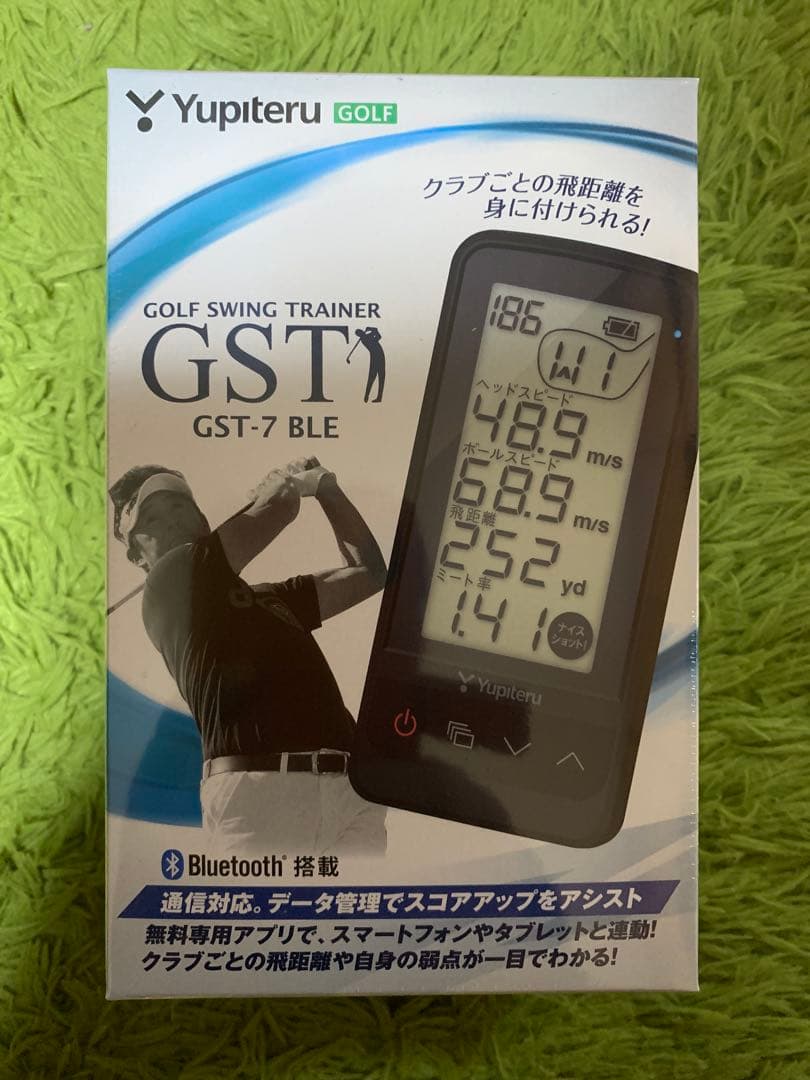 Yupiteru GOLF
クラブごとの飛距離を
身に付けられる!
GOLF SWING TRAINER
GST
GST-7 BLE
186
W1
ヘッドスピード
48.9 m/s
ボールスピード
68.9 m/s
飛距離
252 yd
ミート率
1.41
ナイス
ショット!
Yupiteru
Bluetooth® 搭載
通信対応。データ管理でスコアアップをアシスト
無料専用アプリで、スマートフォンやタブレットと連動!
クラブごとの飛距離や自身の弱点が一目でわかる!